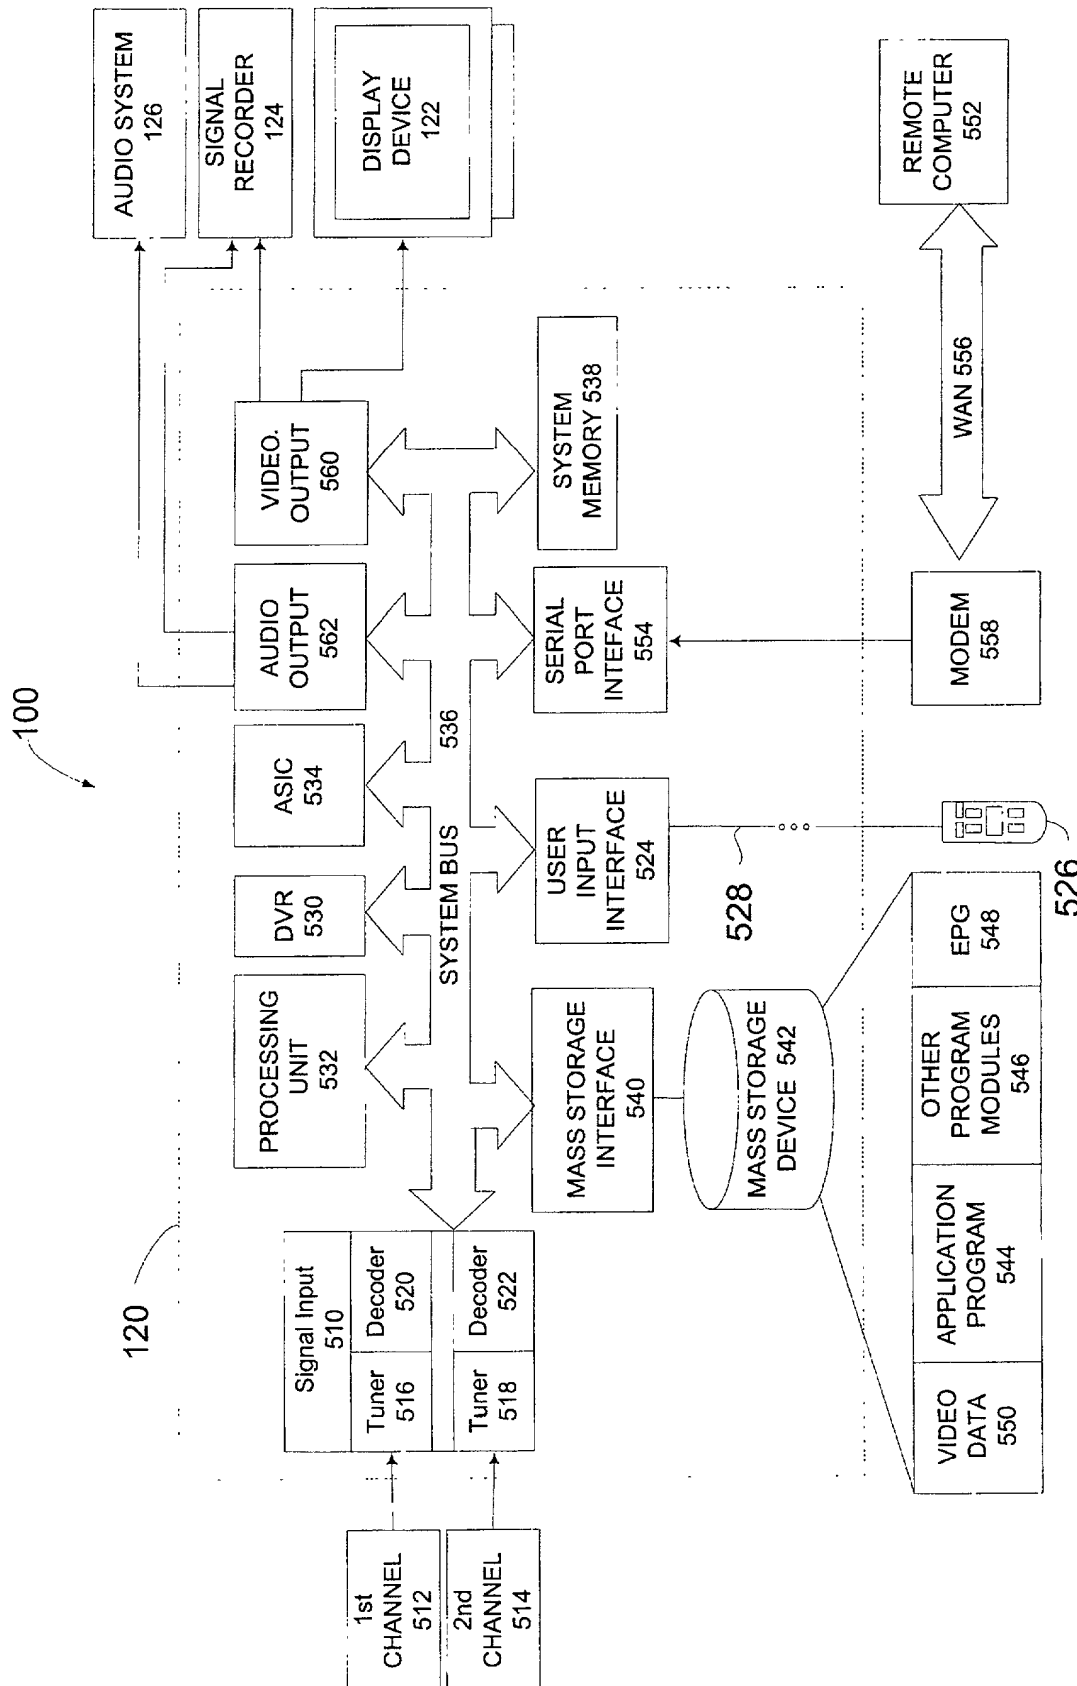 100
120
AUDIO SYSTEM
126
SIGNAL
RECORDER
124
DISPLAY
DEVICE
122
1st
CHANNEL
512
2nd
CHANNEL
514
Signal Input
510
Tuner
516
Decoder
520
Tuner
518
Decoder
522
PROCESSING
UNIT
532
DVR
530
ASIC
534
AUDIO
OUTPUT
562
VIDEO.
OUTPUT
560
SYSTEM BUS 536
MASS STORAGE
INTERFACE
540
USER
INPUT
INTERFACE
524
SERIAL
PORT
INTEFACE
554
SYSTEM
MEMORY 538
MASS STORAGE
DEVICE 542
528
526
MODEM
558
WAN 556
REMOTE
COMPUTER
552
VIDEO
DATA
550
APPLICATION
PROGRAM
544
OTHER
PROGRAM
MODULES
546
EPG
548